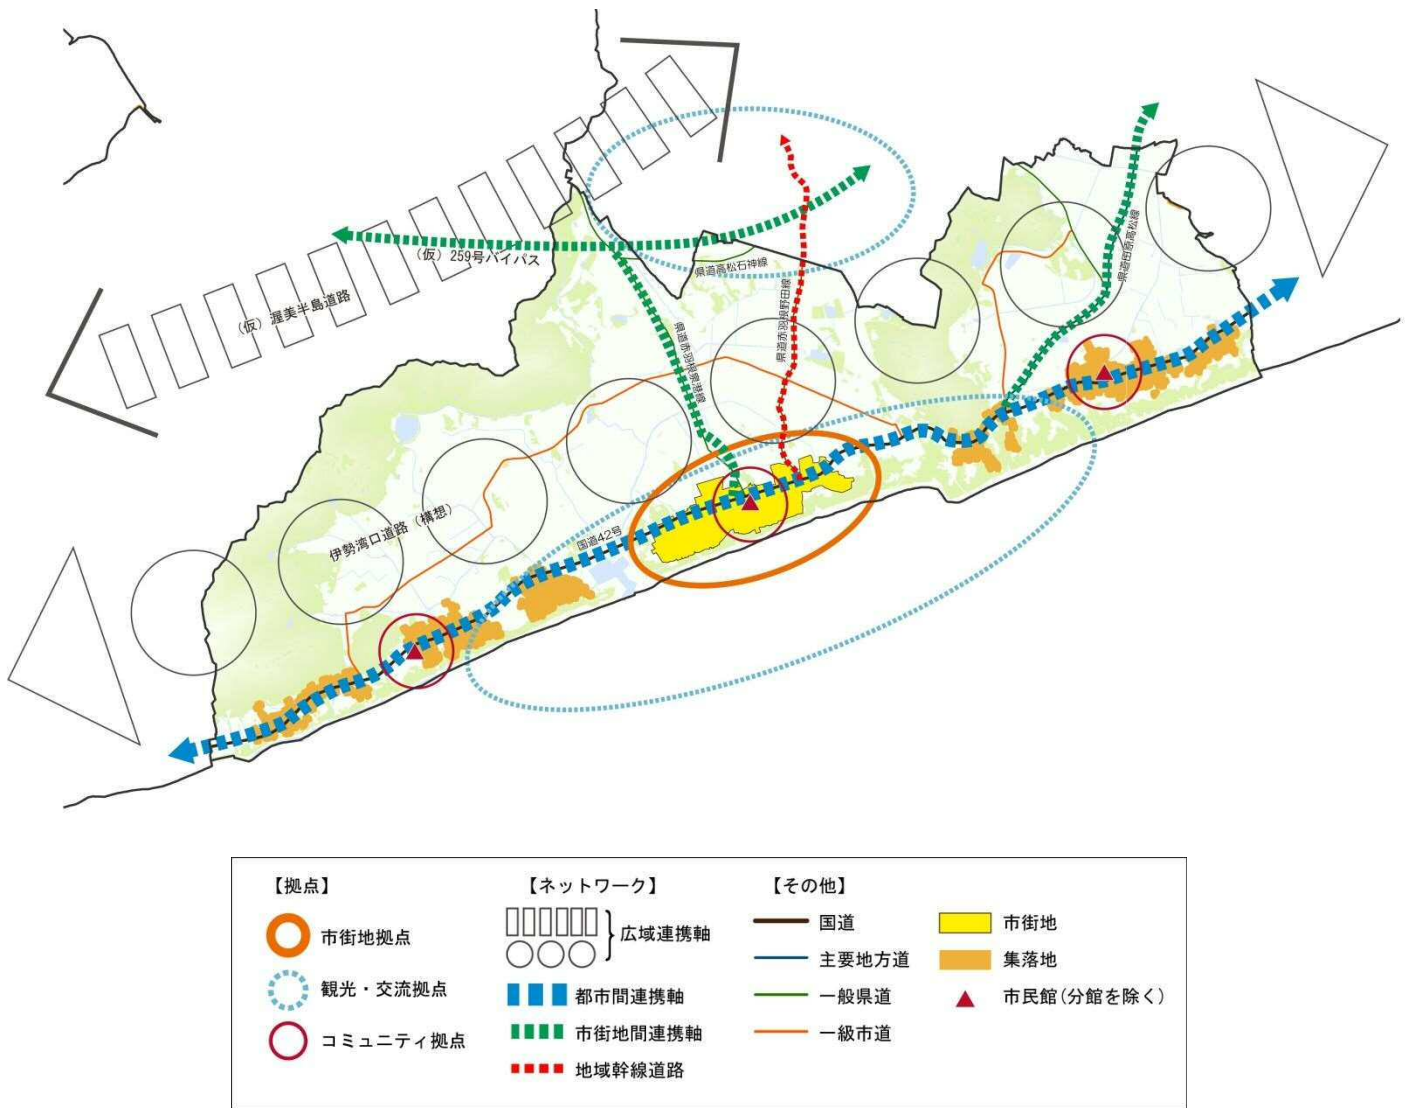 (仮)259号バイパス
県道高松石神線
(仮)渥美半島道路
県道赤羽根野田線
県道田原高松線
県道赤羽根泉港線
伊勢湾口道路(構想)
国道42号
【拠点】
市街地拠点
観光・交流拠点
コミュニティ拠点
【ネットワーク】
広域連携軸
都市間連携軸
市街地間連携軸
地域幹線道路
【その他】
国道
主要地方道
一般県道
一級市道
市街地
集落地
市民館(分館を除く)